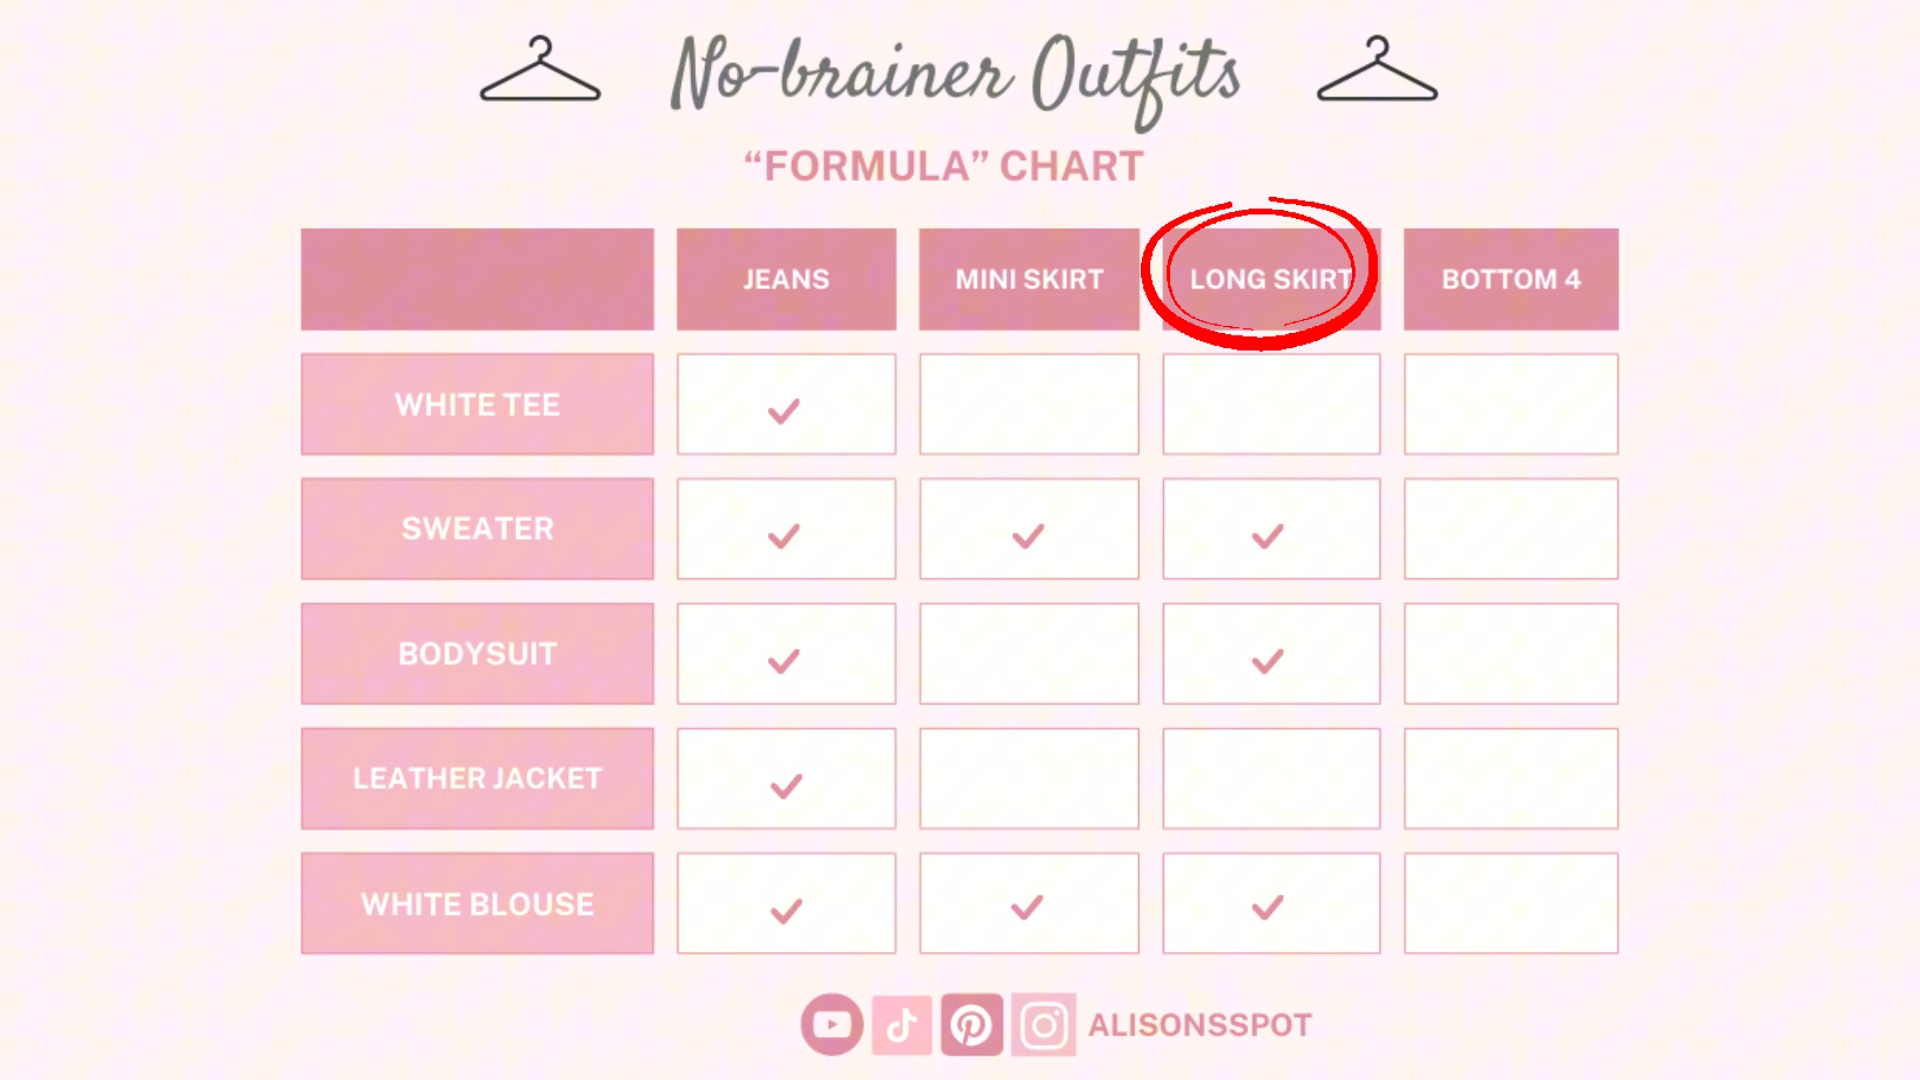 No-brainer Outfits
“FORMULA” CHART
JEANS MINI SKIRT LONG SKIRT BOTTOM 4
WHITE TEE
SWEATER
BODYSUIT
LEATHER JACKET
WHITE BLOUSE
ALISONSSPOT